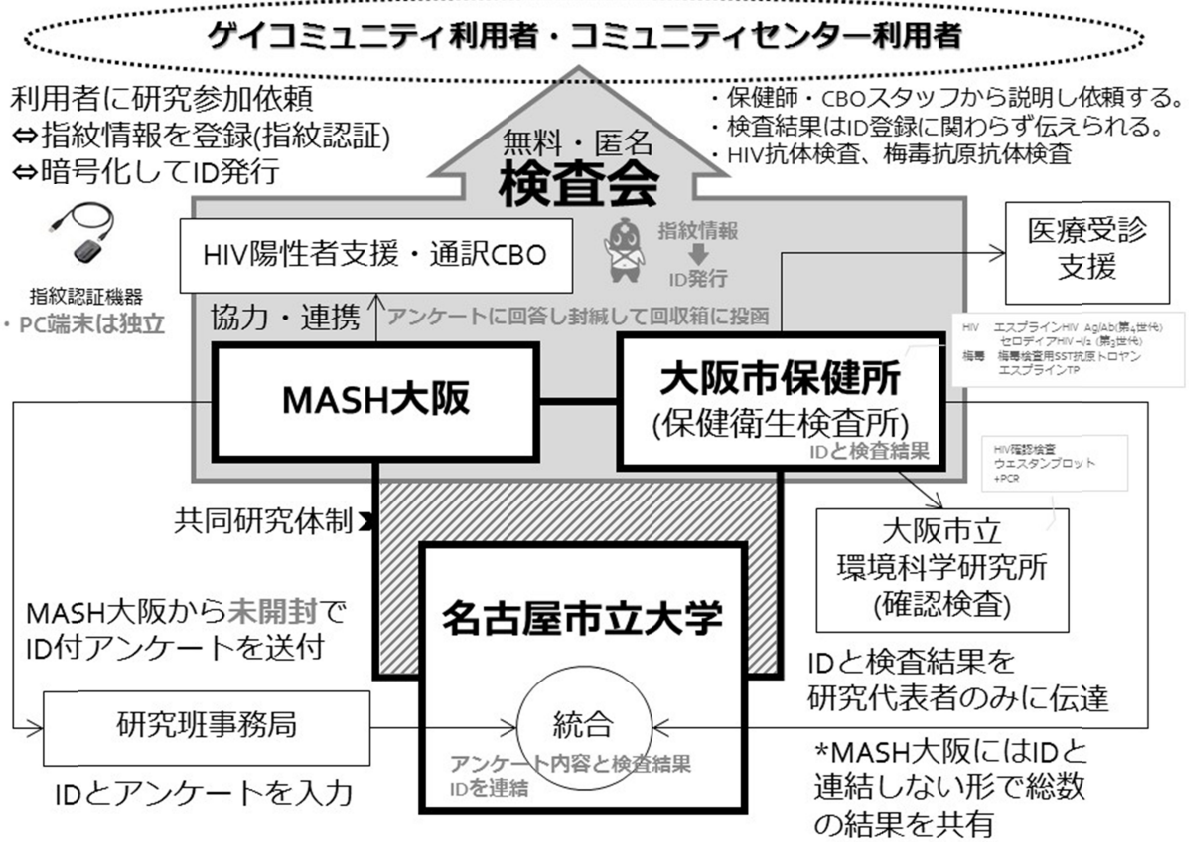 ゲイコミュニティ利用者・コミュニティセンター利用者
利用者に研究参加依頼
⇔指紋情報を登録(指紋認証)
⇔暗号化してID発行
無料・匿名
検査会
・保健師・CBOスタッフから説明し依頼する。
・検査結果はID登録に関わらず伝えられる。
・HIV抗体検査、梅毒抗原抗体検査
指紋認証機器
・PC端末は独立
HIV陽性者支援・通訳CBO
指紋情報
ID発行
医療受診
支援
協力・連携
アンケートに回答し封緘して回収箱に投函
HIV エスプラインHIV Ag/Ab(第4世代)
セロディアHIV-1/2 (第3世代)
梅毒 梅毒検査用SST抗原トロヤン
エスプラインTP
MASH大阪
大阪市保健所
(保健衛生検査所)
IDと検査結果
HIV確認検査
ウエスタンブロット
+PCR
共同研究体制
大阪市立
環境科学研究所
(確認検査)
MASH大阪から未開封で
ID付アンケートを送付
名古屋市立大学
IDと検査結果を
研究代表者のみに伝達
研究班事務局
統合
アンケート内容と検査結果
IDを連結
IDとアンケートを入力
*MASH大阪にはIDと
連結しない形で総数
の結果を共有